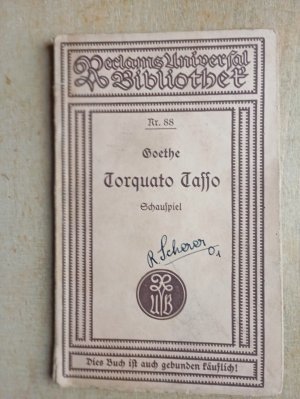 Reclams Universal
Bibliothek
Nr. 88
Goethe
Torquato Tasso
Schauspiel
R. Scherer
Dies Buch ist auch gebunden käuflich!